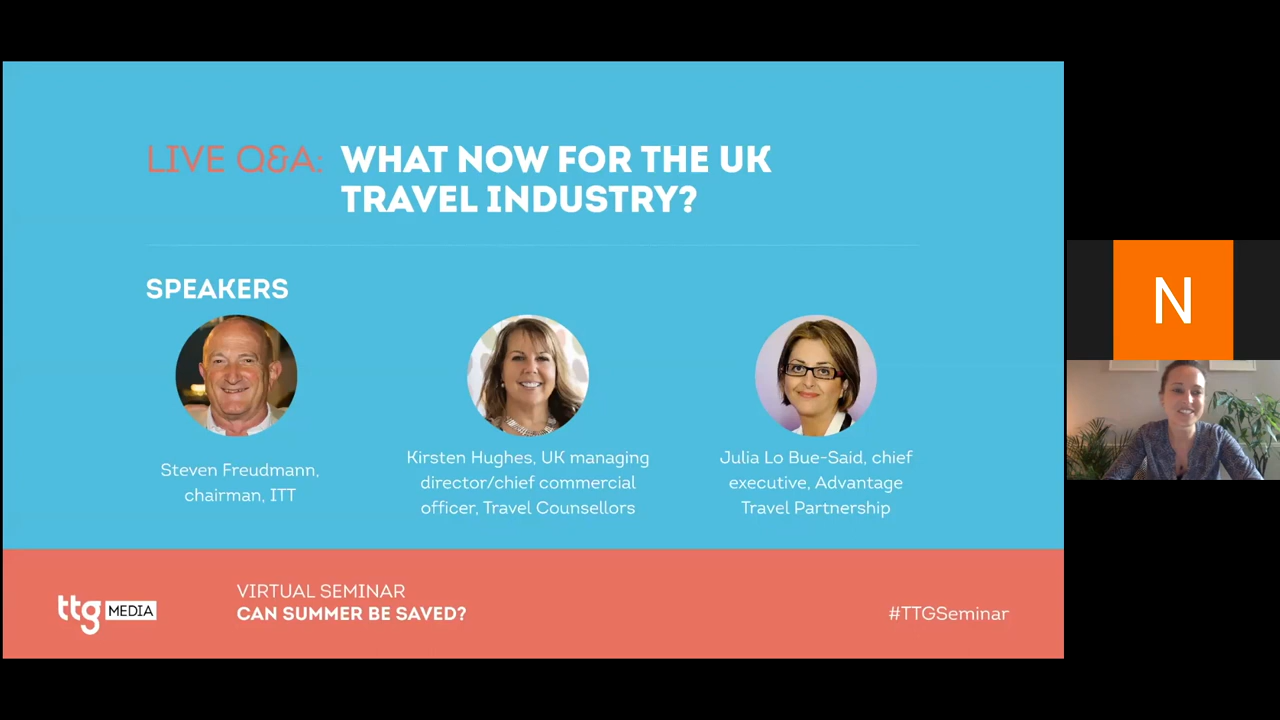 LIVE Q&A: WHAT NOW FOR THE UK
TRAVEL INDUSTRY?
SPEAKERS
Steven Freudmann,
chairman, ITT
Kirsten Hughes, UK managing
director/chief commercial
officer, Travel Counsellors
Julia Lo Bue-Said, chief
executive, Advantage
Travel Partnership
N
ttg MEDIA
VIRTUAL SEMINAR
CAN SUMMER BE SAVED?
#TTGSeminar